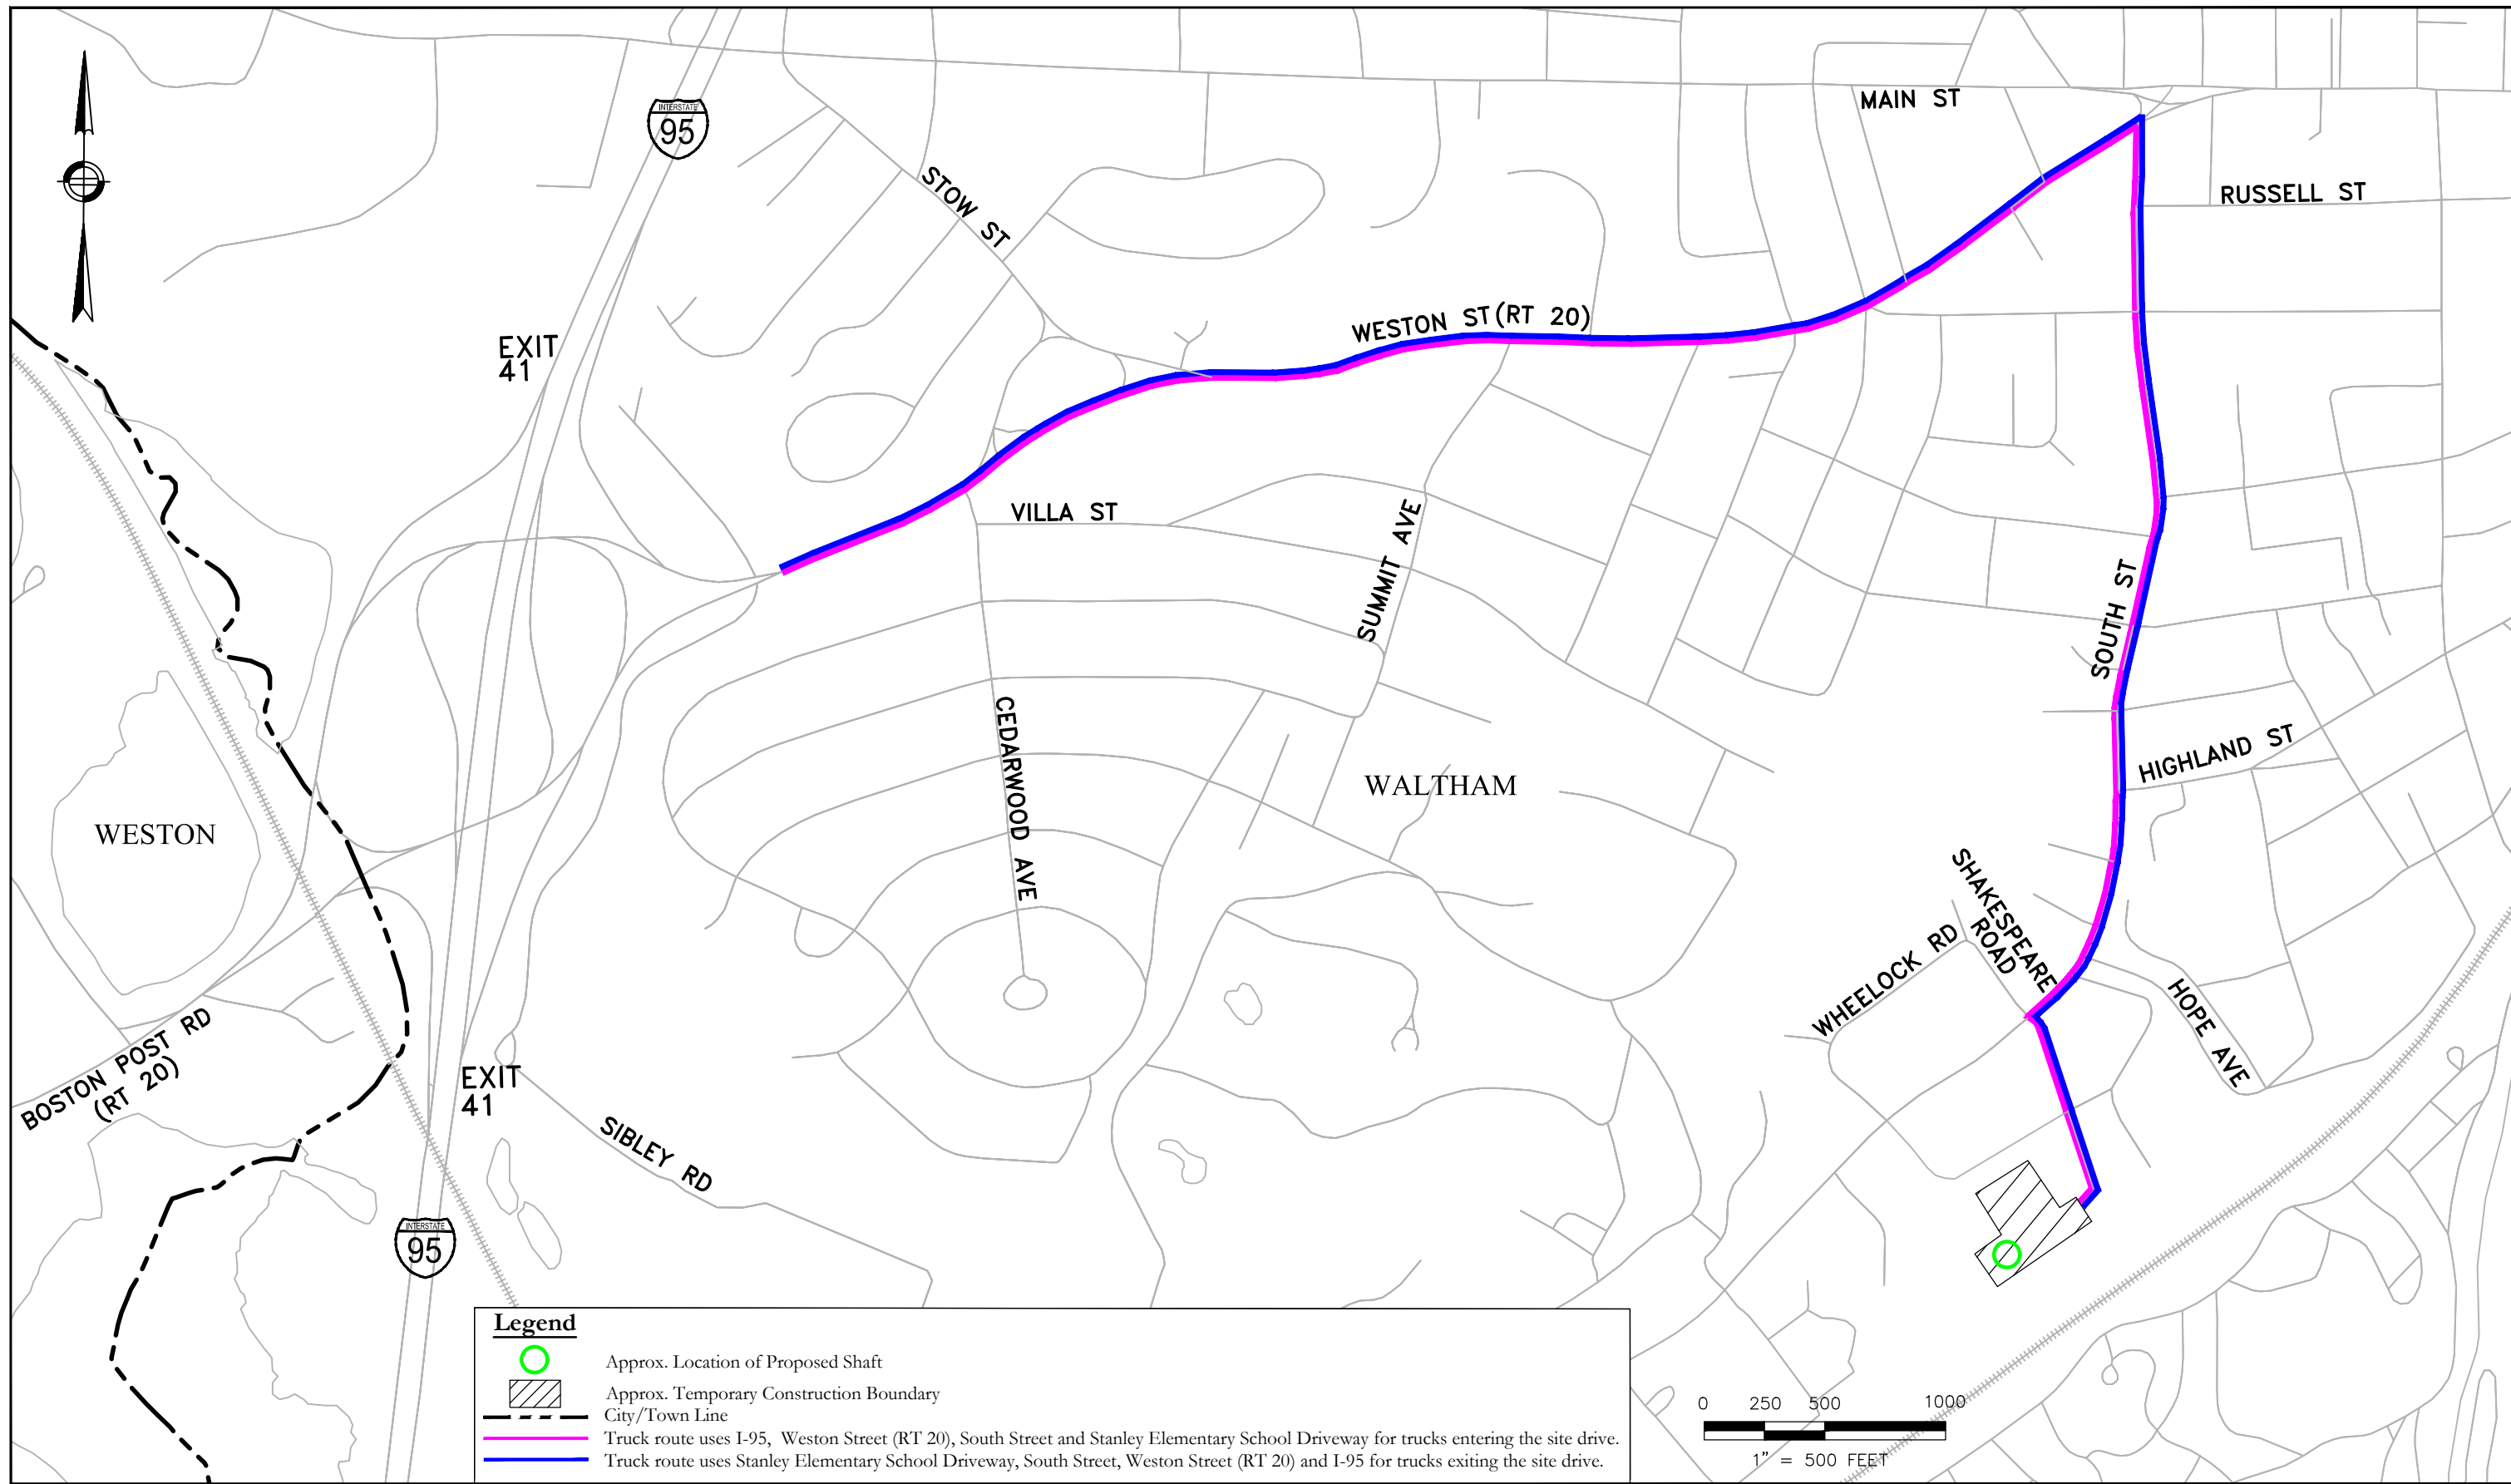 MAIN ST
INTERSTATE
95
RUSSELL ST
STOW ST
WESTON ST (RT 20)
EXIT
41
VILLA ST
SUMMIT AVE
SOUTH ST
CEDARWOOD AVE
HIGHLAND ST
WALTHAM
WESTON
SHAKESPEARE
ROAD
WHEELOCK RD
HOPE AVE
BOSTON POST RD
(RT 20)
EXIT
41
SIBLEY RD
INTERSTATE
95
Legend
Approx. Location of Proposed Shaft
Approx. Temporary Construction Boundary
City/Town Line
Truck route uses I-95, Weston Street (RT 20), South Street and Stanley Elementary School Driveway for trucks entering the site drive.
Truck route uses Stanley Elementary School Driveway, South Street, Weston Street (RT 20) and I-95 for trucks exiting the site drive.
0 250 500 1000
1" = 500 FEET